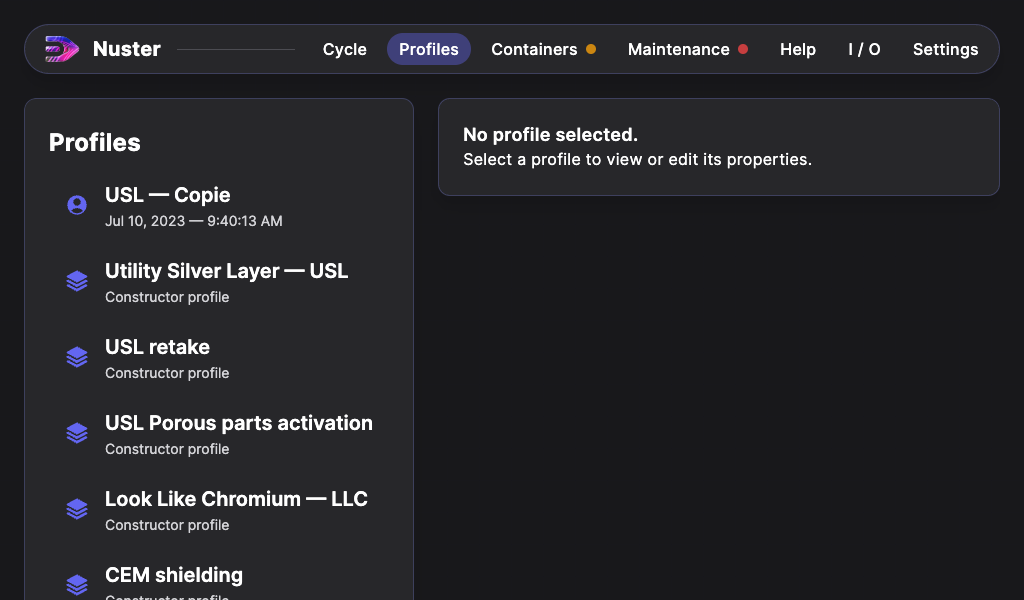 Nuster
Cycle
Profiles
Containers
Maintenance
Help
I / O
Settings
Profiles
USL — Copie
Jul 10, 2023 — 9:40:13 AM
Utility Silver Layer — USL
Constructor profile
USL retake
Constructor profile
USL Porous parts activation
Constructor profile
Look Like Chromium — LLC
Constructor profile
CEM shielding
Constructor profile
No profile selected.
Select a profile to view or edit its properties.